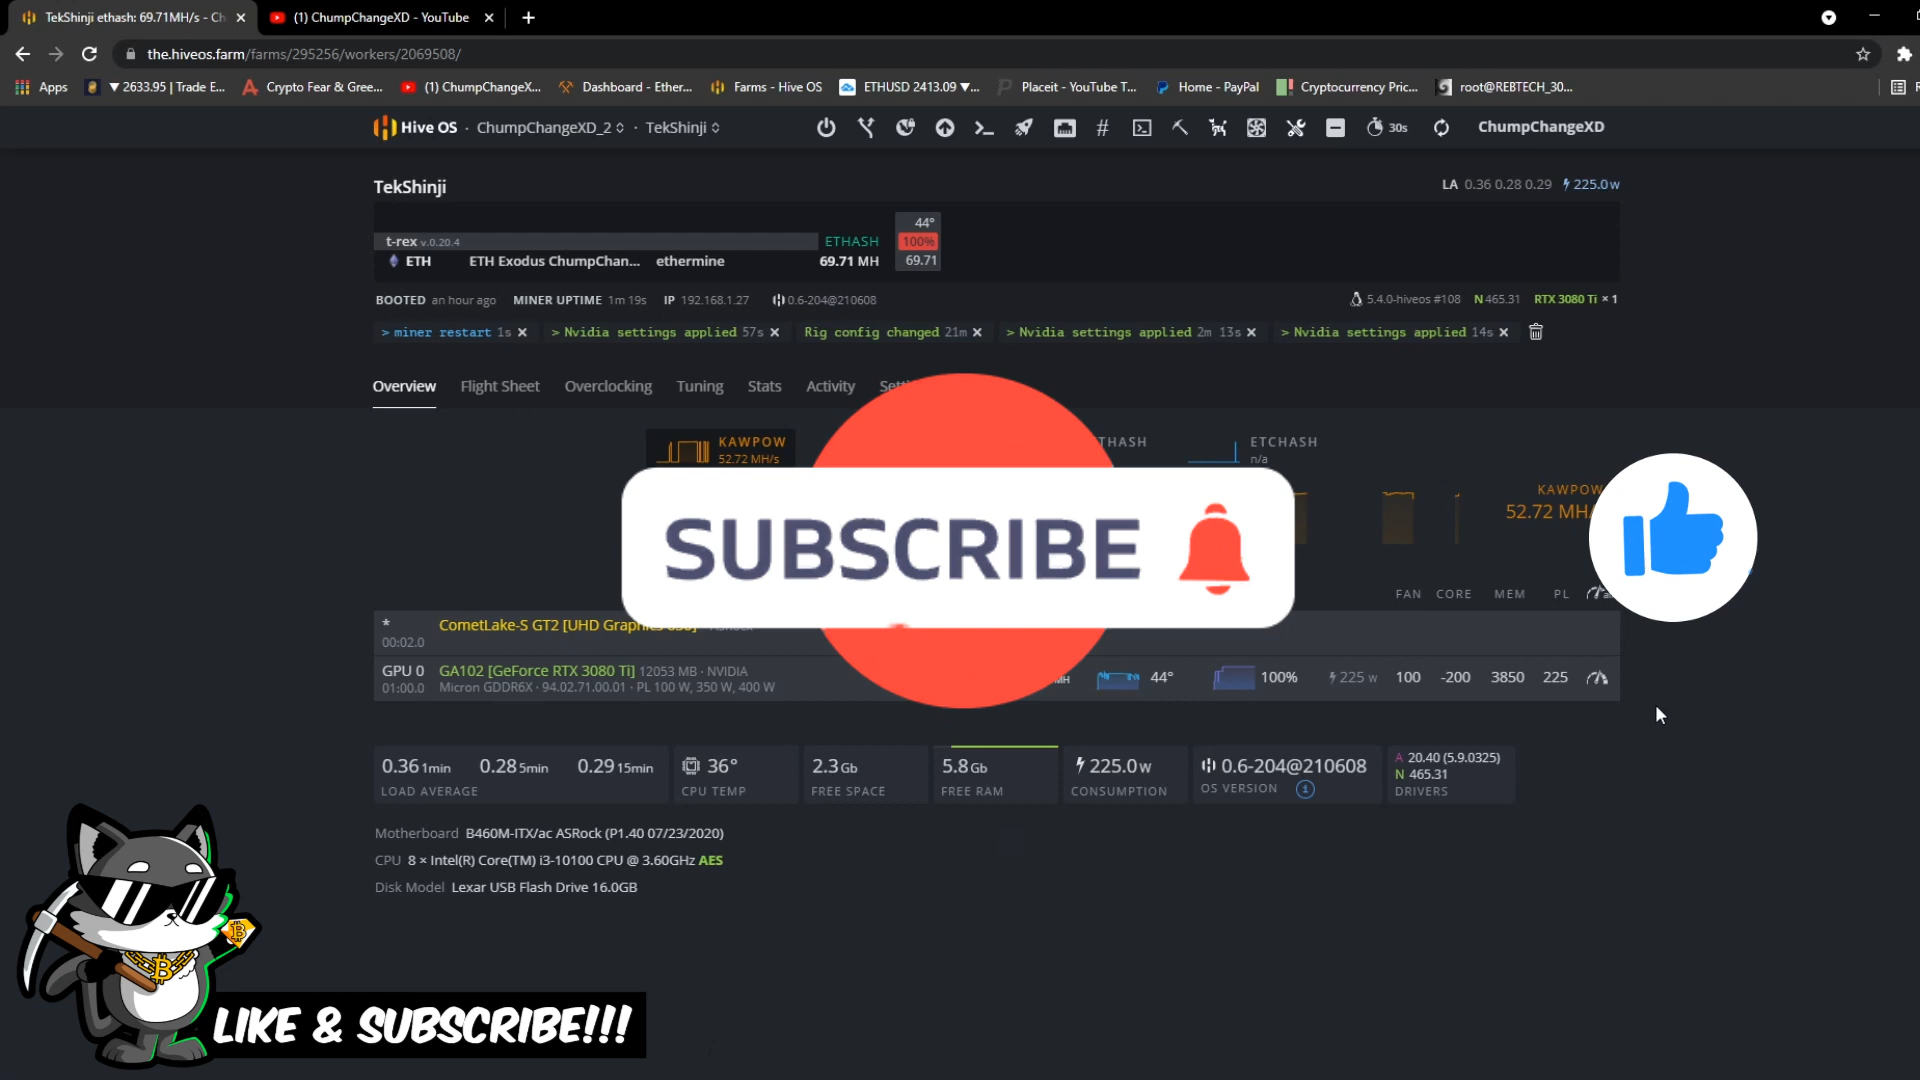 TekShinji ethash: 69.71MH/s - Ch
(1) ChumpChangeXD - YouTube
the.hiveos.farm/farms/295256/workers/2069508/
Apps
▼ 2633.95 | Trade E...
Crypto Fear & Gree...
(1) ChumpChangeX...
Dashboard - Ether...
Farms - Hive OS
ETHUSD 2413.09 ▼...
Placeit - YouTube T...
Home - PayPal
Cryptocurrency Pric...
root@REBTECH_30...
Hive OS · ChumpChangeXD_2 · TekShinji
30s
ChumpChangeXD
TekShinji
LA 0.36 0.28 0.29 225.0 w
44°
t-rex v.0.20.4 ETHASH 100%
ETH ETH Exodus ChumpChan... ethermine 69.71 MH 69.71
BOOTED an hour ago MINER UPTIME 1m 19s IP 192.168.1.27 0.6-204@210608
5.4.0-hiveos #108 N 465.31 RTX 3080 Ti × 1
> miner restart 1s × > Nvidia settings applied 57s × Rig config changed 21m × > Nvidia settings applied 2m 13s × > Nvidia settings applied 14s ×
Overview Flight Sheet Overclocking Tuning Stats Activity
KAWPOW
52.72 MH/s
THASH
ETCHASH
n/a
KAWPOW
52.72 MH/
SUBSCRIBE
FAN CORE MEM PL
* CometLake-S GT2 [UHD Graphics 630]
00:02.0
GPU 0 GA102 [GeForce RTX 3080 Ti] 12053 MB · NVIDIA
01:00.0 Micron GDDR6X · 94.02.71.00.01 · PL 100 W, 350 W, 400 W
MH 44° 100% 225 w 100 -200 3850 225
0.36 1min 0.28 5min 0.29 15min
LOAD AVERAGE
36°
CPU TEMP
2.3 Gb
FREE SPACE
5.8 Gb
FREE RAM
225.0 w
CONSUMPTION
0.6-204@210608
OS VERSION
A 20.40 (5.9.0325)
N 465.31
DRIVERS
Motherboard B460M-ITX/ac ASRock (P1.40 07/23/2020)
CPU 8 × Intel(R) Core(TM) i3-10100 CPU @ 3.60GHz AES
Disk Model Lexar USB Flash Drive 16.0GB
LIKE & SUBSCRIBE!!!